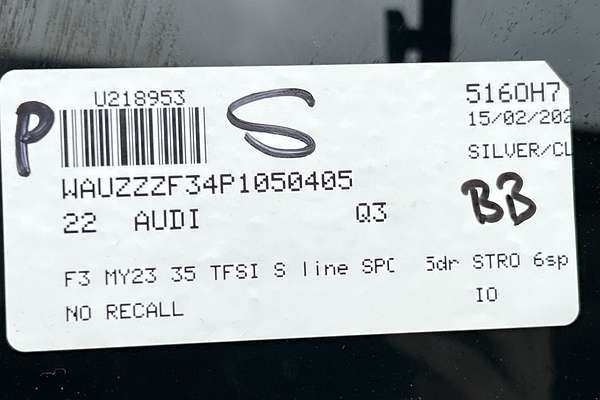 U218953
5160H7
15/02/202
P
S
SILVER/CL
WAUZZZF34P1050405
22 AUDI Q3
BB
F3 MY23 35 TFSI S line SPC 5dr STRO 6sp
NO RECALL
IO